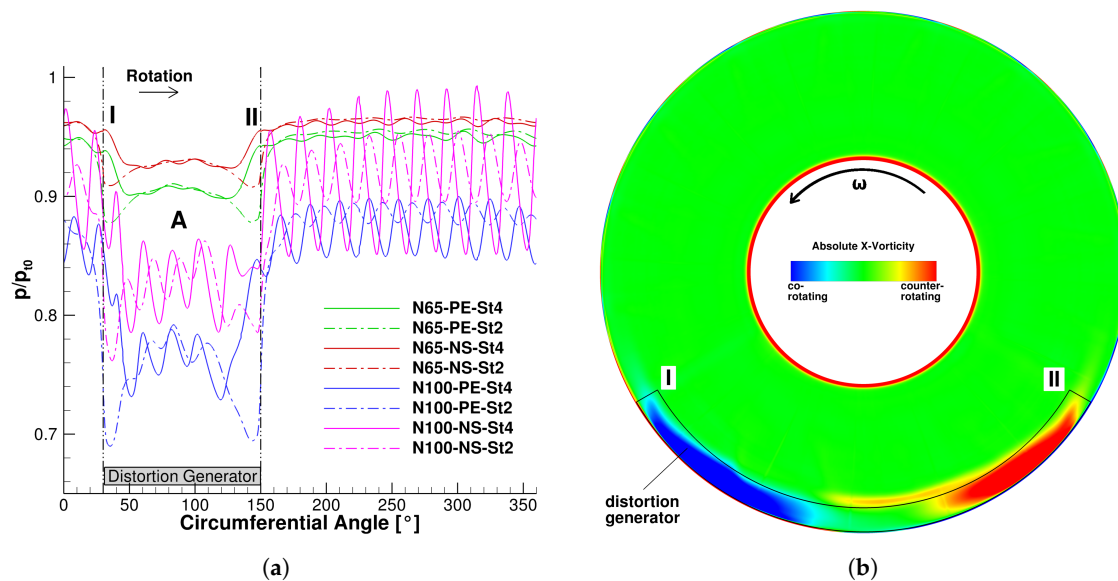 (a)
1
0.9
0.8
0.7
p/pt0
Rotation
I
II
A
N65-PE-St4
N65-PE-St2
N65-NS-St4
N65-NS-St2
N100-PE-St4
N100-PE-St2
N100-NS-St4
N100-NS-St2
Distortion Generator
0 50 100 150 200 250 300 350
Circumferential Angle [°]
(a)
ω
Absolute X-Vorticity
co-
rotating
counter-
rotating
I
II
distortion
generator
(b)